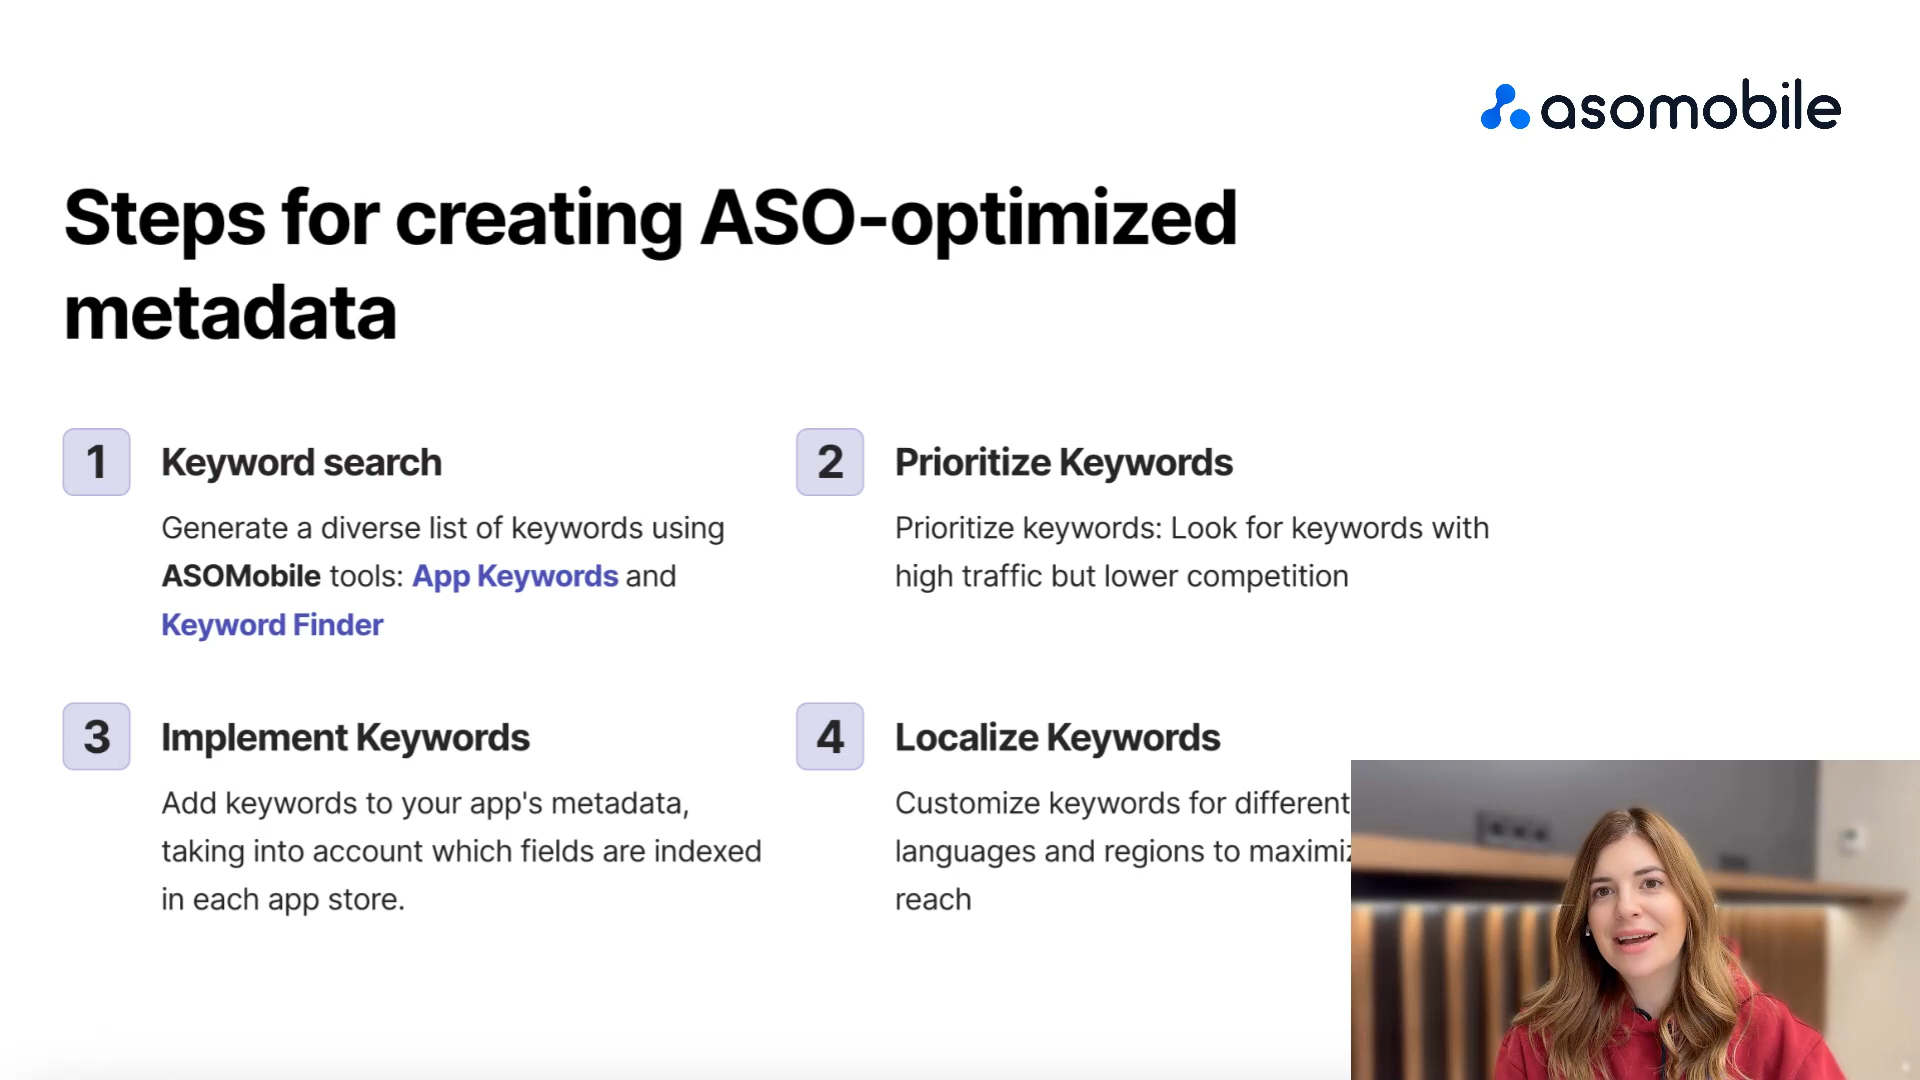 asomobile
Steps for creating ASO-optimized
metadata
1
Keyword search
Generate a diverse list of keywords using
ASOMobile tools: App Keywords and
Keyword Finder
2
Prioritize Keywords
Prioritize keywords: Look for keywords with
high traffic but lower competition
3
Implement Keywords
Add keywords to your app's metadata,
taking into account which fields are indexed
in each app store.
4
Localize Keywords
Customize keywords for different
languages and regions to
reach